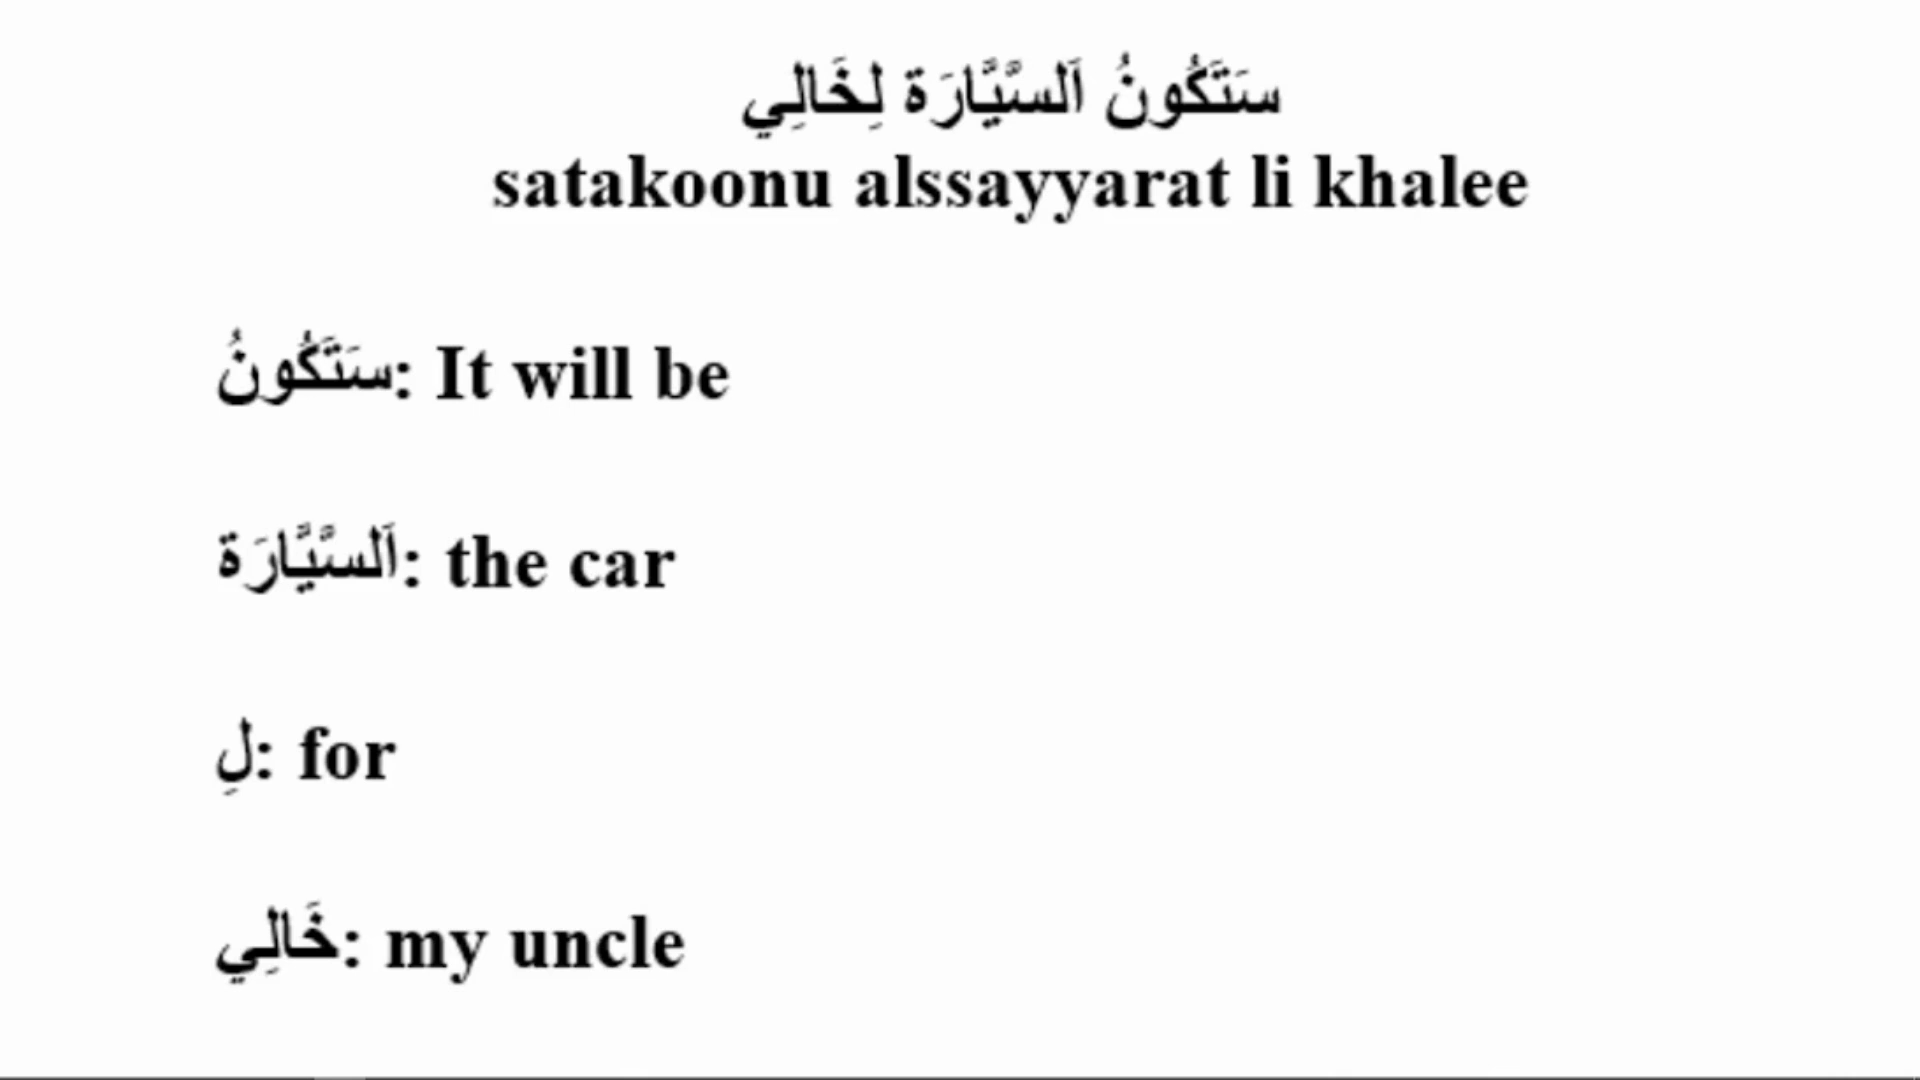 سَتَكُونُ اَلسَّيَّارَة لِخَالِي
satakoonu alssayyarat li khalee
سَتَكُونُ: It will be
اَلسَّيَّارَة: the car
لِ: for
خَالِي: my uncle